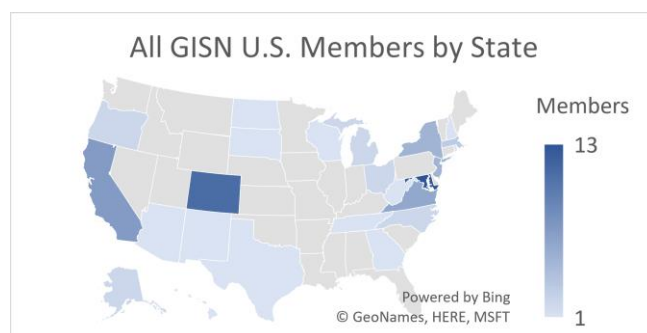 All GISN U.S. Members by State
Members
13
1
Powered by Bing
© GeoNames, HERE, MSFT